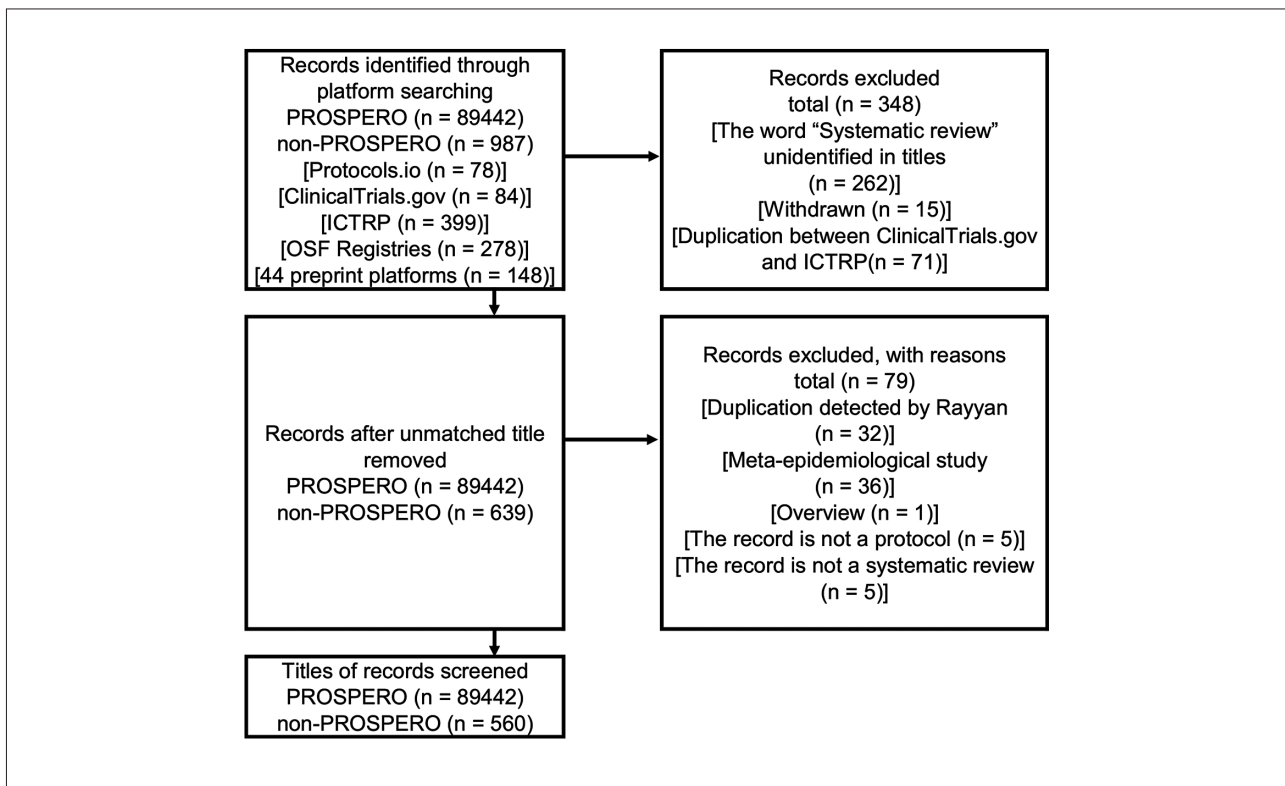 Records identified through
platform searching
PROSPERO (n = 89442)
non-PROSPERO (n = 987)
[Protocols.io (n = 78)]
[ClinicalTrials.gov (n = 84)]
[ICTRP (n = 399)]
[OSF Registries (n = 278)]
[44 preprint platforms (n = 148)]
Records excluded
total (n = 348)
[The word “Systematic review”
unidentified in titles
(n = 262)]
[Withdrawn (n = 15)]
[Duplication between ClinicalTrials.gov
and ICTRP(n = 71)]
Records after unmatched title
removed
PROSPERO (n = 89442)
non-PROSPERO (n = 639)
Records excluded, with reasons
total (n = 79)
[Duplication detected by Rayyan
(n = 32)]
[Meta-epidemiological study
(n = 36)]
[Overview (n = 1)]
[The record is not a protocol (n = 5)]
[The record is not a systematic review
(n = 5)]
Titles of records screened
PROSPERO (n = 89442)
non-PROSPERO (n = 560)